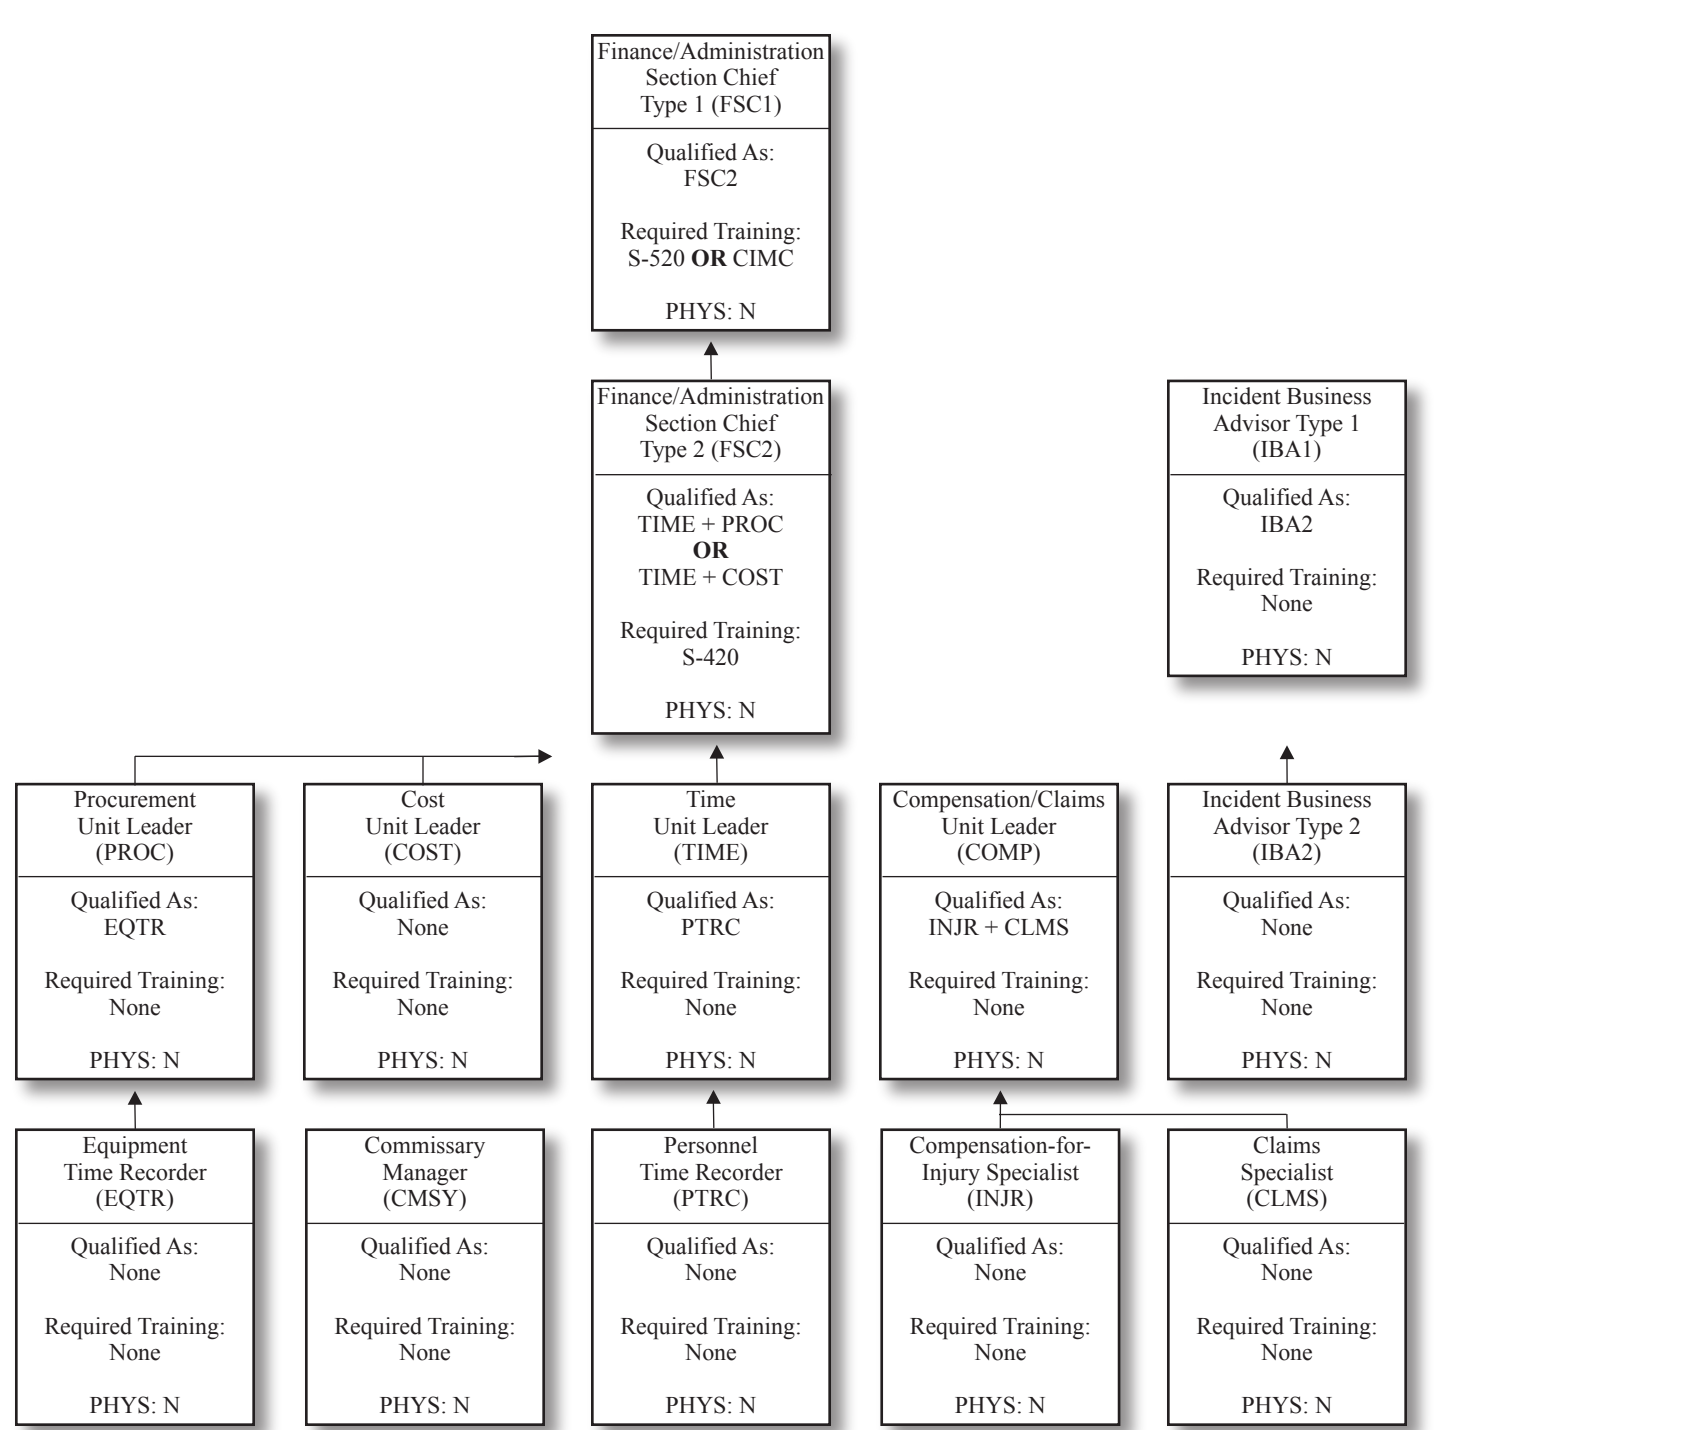 Finance/Administration
Section Chief
Type 1 (FSC1)
Qualified As:
FSC2
Required Training:
S-520 OR CIMC
PHYS: N
Finance/Administration
Section Chief
Type 2 (FSC2)
Qualified As:
TIME + PROC
OR
TIME + COST
Required Training:
S-420
PHYS: N
Incident Business
Advisor Type 1
(IBA1)
Qualified As:
IBA2
Required Training:
None
PHYS: N
Procurement
Unit Leader
(PROC)
Qualified As:
EQTR
Required Training:
None
PHYS: N
Cost
Unit Leader
(COST)
Qualified As:
None
Required Training:
None
PHYS: N
Time
Unit Leader
(TIME)
Qualified As:
PTRC
Required Training:
None
PHYS: N
Compensation/Claims
Unit Leader
(COMP)
Qualified As:
INJR + CLMS
Required Training:
None
PHYS: N
Incident Business
Advisor Type 2
(IBA2)
Qualified As:
None
Required Training:
None
PHYS: N
Equipment
Time Recorder
(EQTR)
Qualified As:
None
Required Training:
None
PHYS: N
Commissary
Manager
(CMSY)
Qualified As:
None
Required Training:
None
PHYS: N
Personnel
Time Recorder
(PTRC)
Qualified As:
None
Required Training:
None
PHYS: N
Compensation-for-
Injury Specialist
(INJR)
Qualified As:
None
Required Training:
None
PHYS: N
Claims
Specialist
(CLMS)
Qualified As:
None
Required Training:
None
PHYS: N